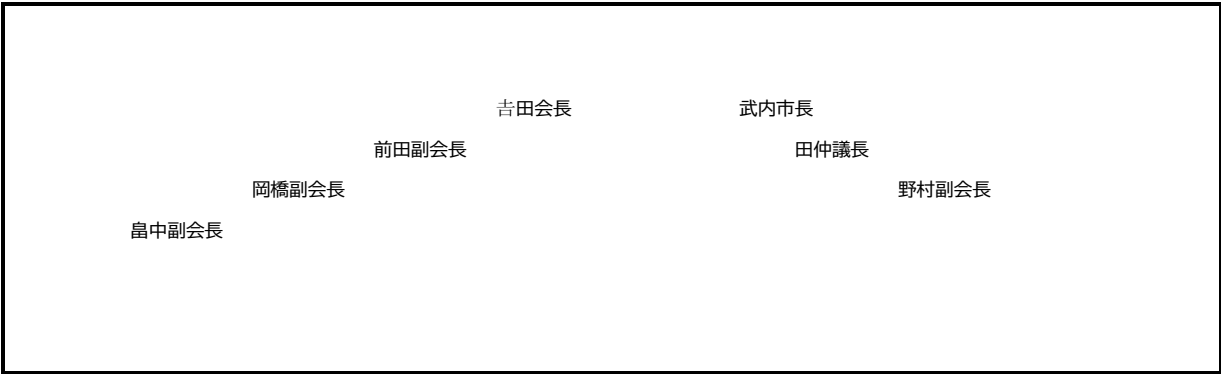 𠮷田会長 武内市長
前田副会長 田仲議長
岡橋副会長 野村副会長
畠中副会長